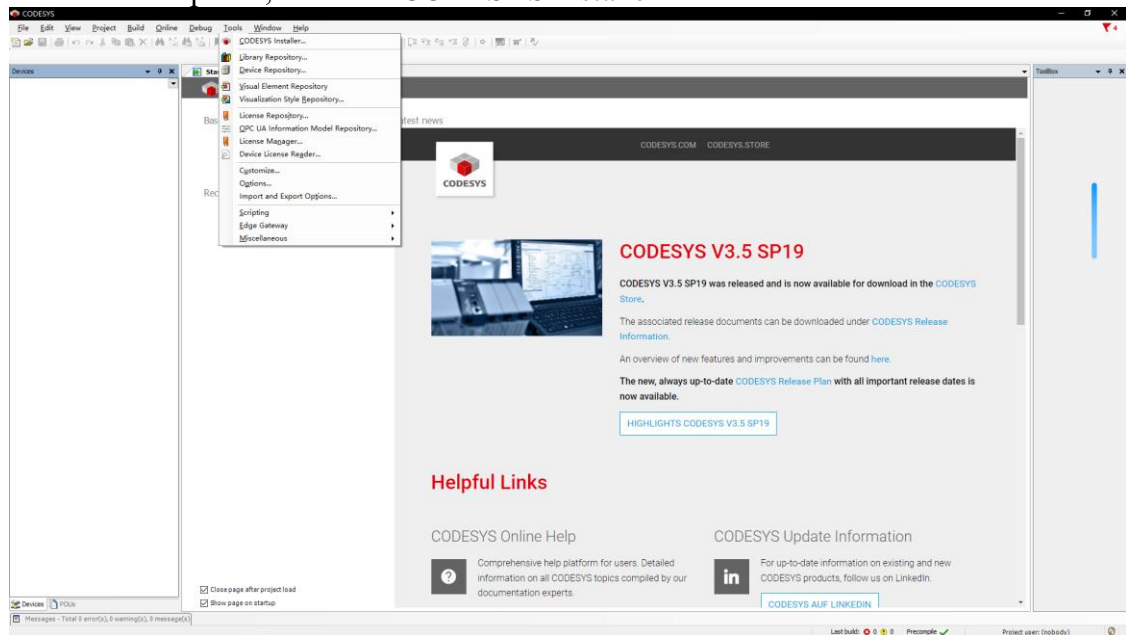 CODESYS
File Edit View Project Build Online Debug Tools Window Help
4
Devices
ToolBox
CODESYS Installer...
Library Repository...
Device Repository...
Visual Element Repository
Visualization Style Repository...
License Repository...
OPC UA Information Model Repository...
License Manager...
Device License Reader...
Customize...
Options...
Import and Export Options...
Scripting
Edge Gateway
Miscellaneous
Sta
Bas
Rec
test news
CODESYS.COM CODESYS.STORE
CODESYS
CODESYS V3.5 SP19
CODESYS V3.5 SP19 was released and is now available for download in the CODESYS
Store.
The associated release documents can be downloaded under CODESYS Release
Information.
An overview of new features and improvements can be found here.
The new, always up-to-date CODESYS Release Plan with all important release dates is
now available.
HIGHLIGHTS CODESYS V3.5 SP19
Helpful Links
CODESYS Online Help
Comprehensive help platform for users. Detailed
information on all CODESYS topics compiled by our
documentation experts.
CODESYS Update Information
For up-to-date information on existing and new
CODESYS products, follow us on LinkedIn.
CODESYS AUF LINKEDIN
Close page after project load
Show page on startup
Devices POUs
Messages - Total 0 error(s), 0 warning(s), 0 message(s)
Last build: 0 0 Precompile Project user: (nobody)